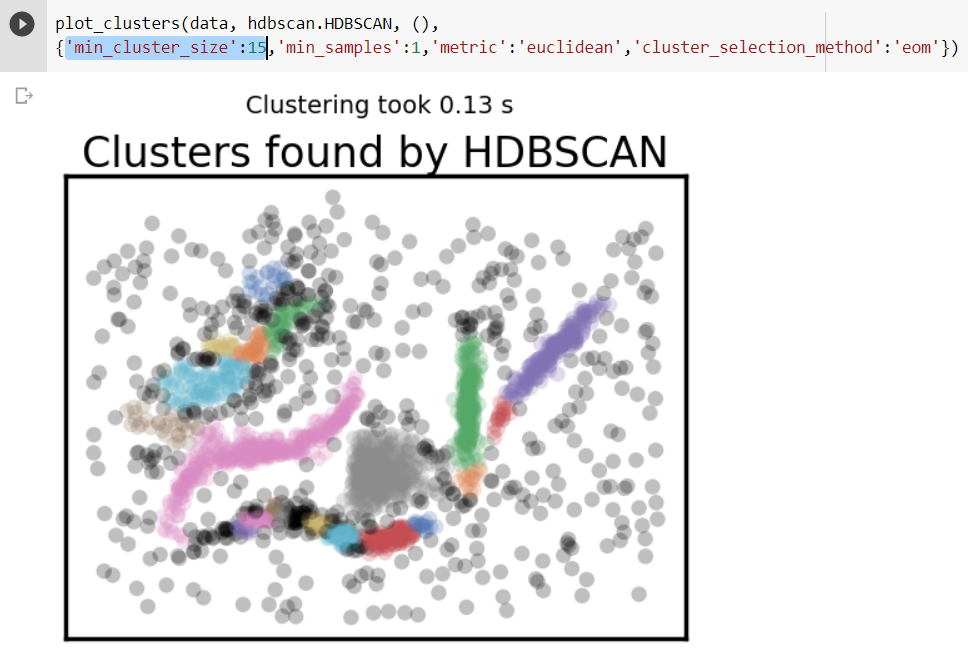 plot_clusters(data, hdbscan.HDBSCAN, (),
{'min_cluster_size':15,'min_samples':1,'metric':'euclidean','cluster_selection_method':'eom'})
Clustering took 0.13 s
Clusters found by HDBSCAN